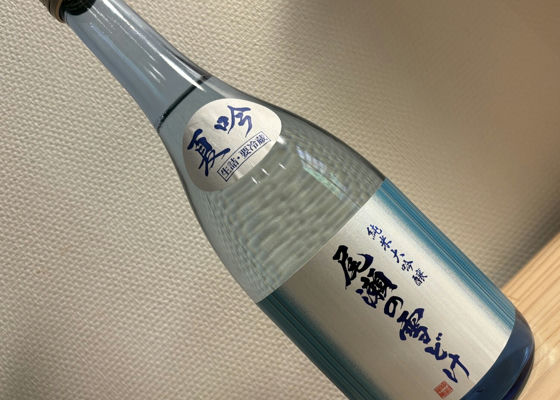 夏吟
生詰・要冷蔵
純米大吟醸
尾瀬の雪どけ